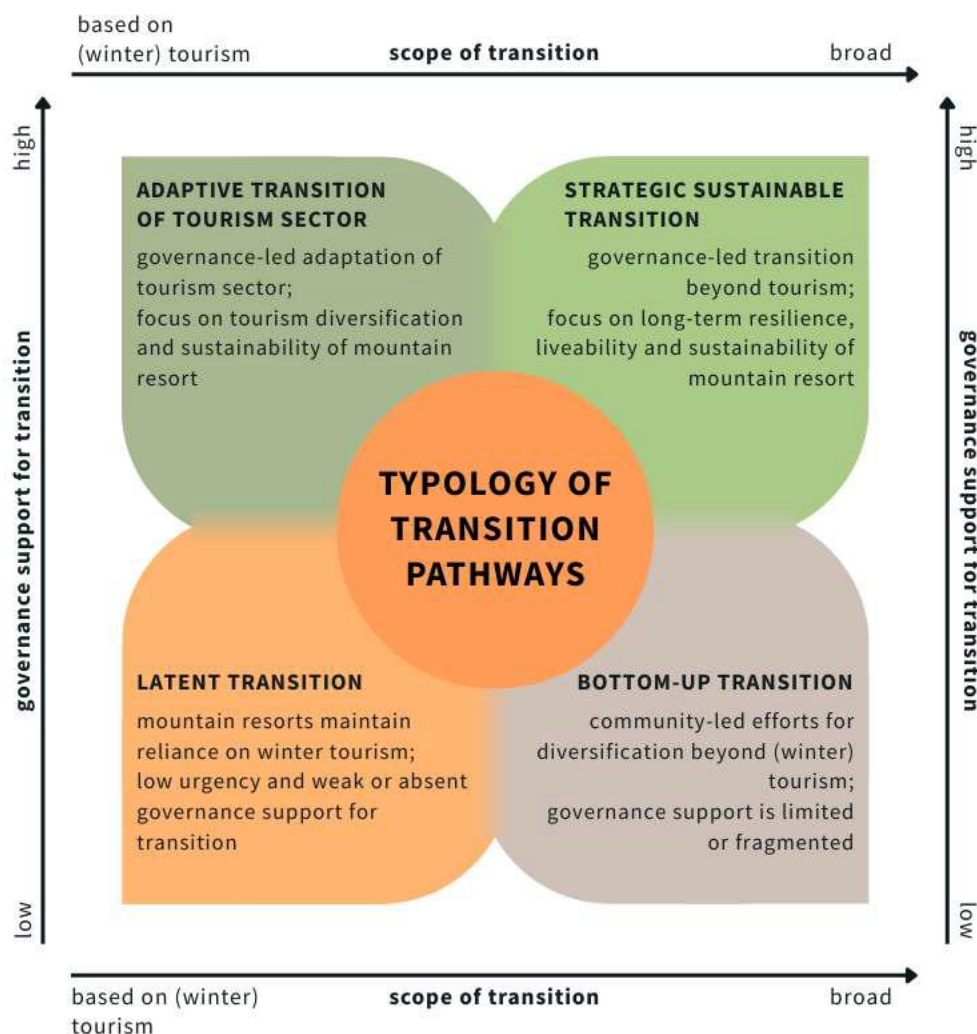 based on
(winter) tourism
scope of transition
broad
high
governance support for transition
low
ADAPTIVE TRANSITION
OF TOURISM SECTOR
governance-led adaptation of
tourism sector;
focus on tourism diversification
and sustainability of mountain
resort
STRATEGIC SUSTAINABLE
TRANSITION
governance-led transition
beyond tourism;
focus on long-term resilience,
liveability and sustainability of
mountain resort
TYPOLOGY OF
TRANSITION
PATHWAYS
LATENT TRANSITION
mountain resorts maintain
reliance on winter tourism;
low urgency and weak or absent
governance support for
transition
BOTTOM-UP TRANSITION
community-led efforts for
diversification beyond (winter)
tourism;
governance support is limited
or fragmented
high
governance support for transition
low
based on (winter)
tourism
scope of transition
broad